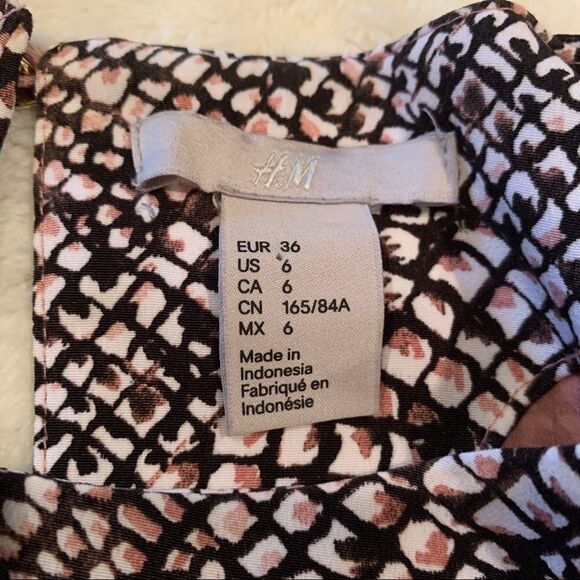 H&M
EUR 36
US 6
CA 6
CN 165/84A
MX 6
Made in
Indonesia
Fabriqué en
Indonésie